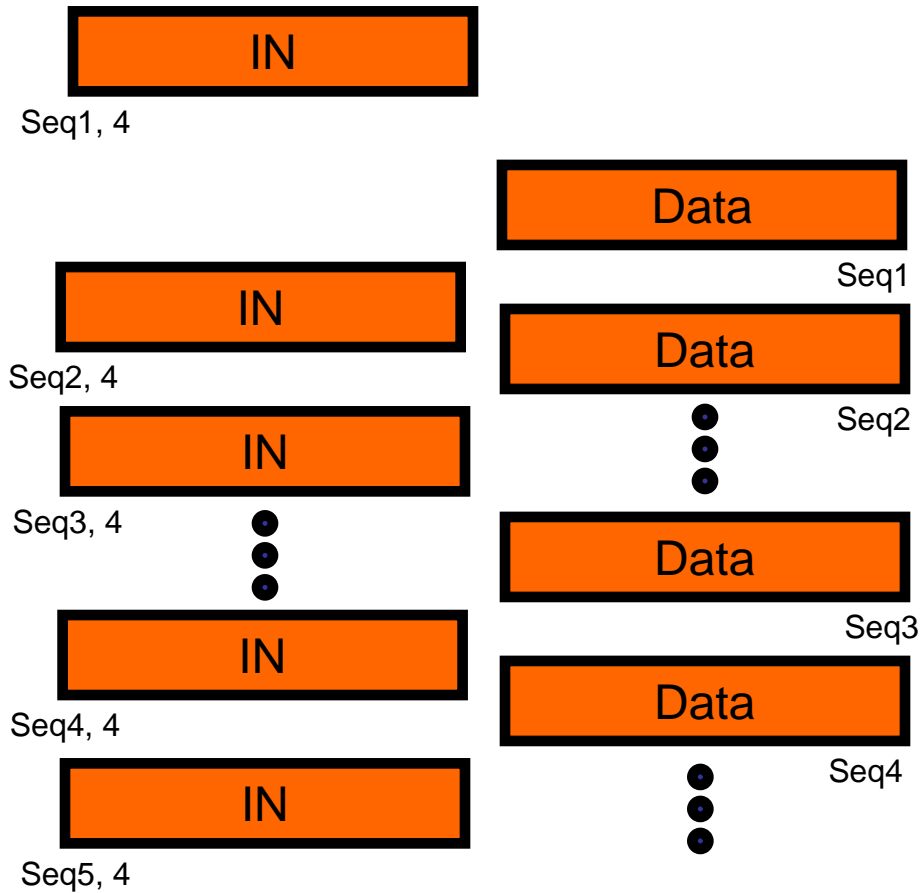 IN
Seq1, 4
Data
Seq1
IN
Seq2, 4
Data
Seq2
IN
Seq3, 4
Data
Seq3
IN
Seq4, 4
Data
Seq4
IN
Seq5, 4